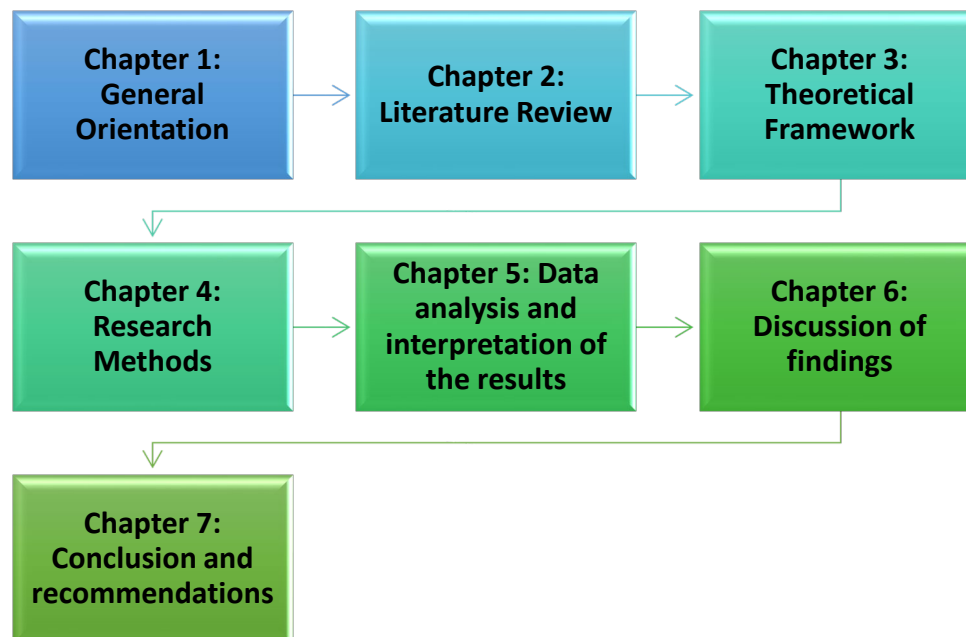 Chapter 1:
General
Orientation
Chapter 2:
Literature Review
Chapter 3:
Theoretical
Framework
Chapter 4:
Research
Methods
Chapter 5: Data
analysis and
interpretation of
the results
Chapter 6:
Discussion of
findings
Chapter 7:
Conclusion and
recommendations